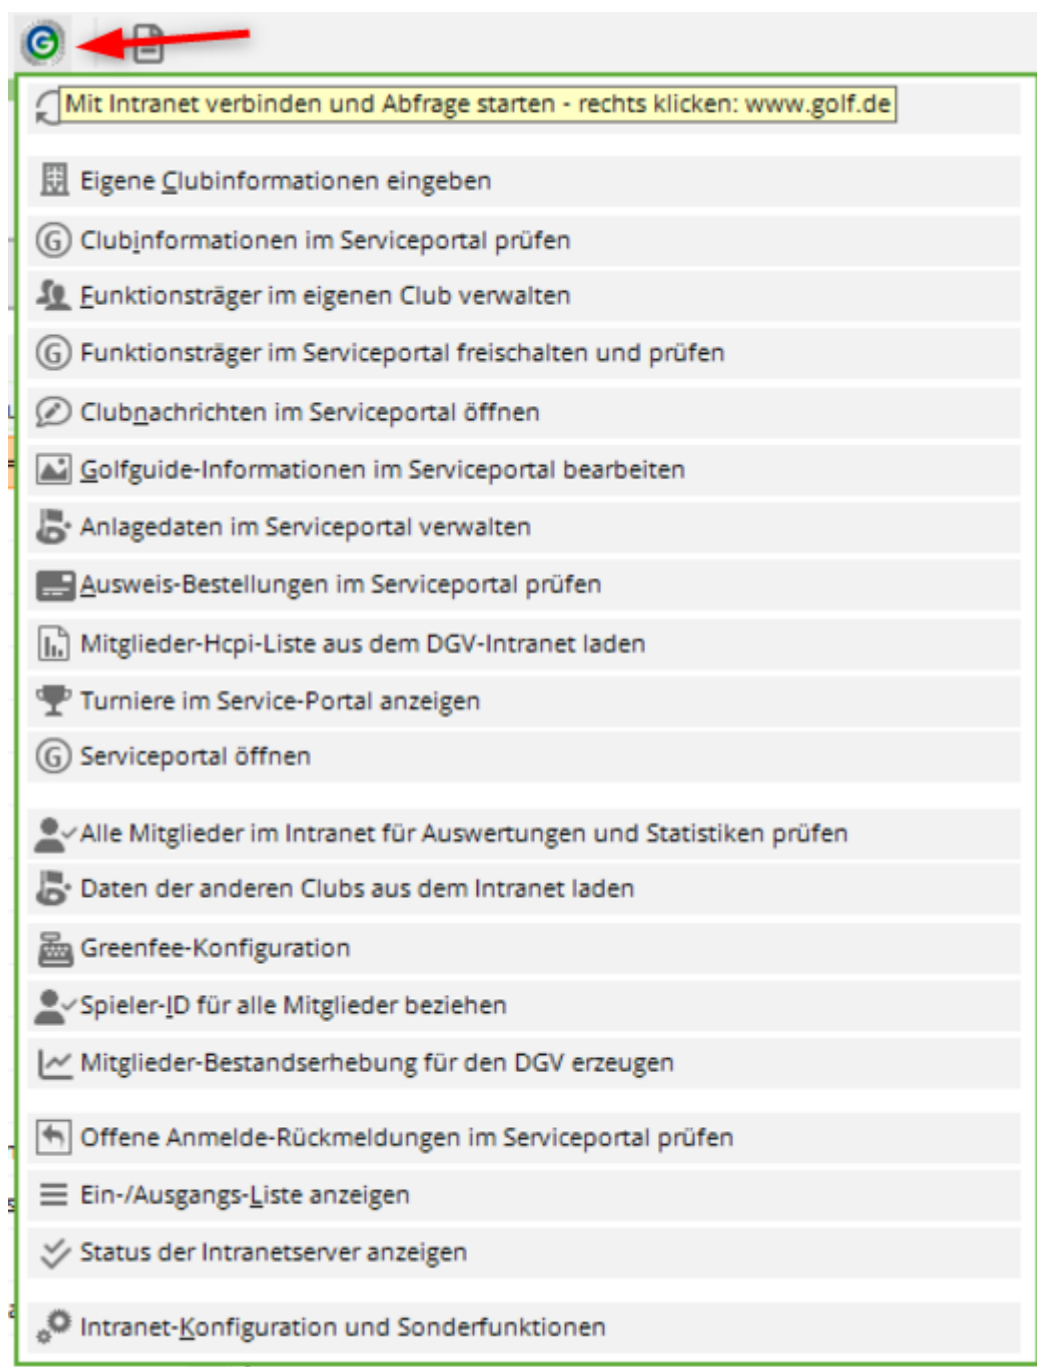 Mit Intranet verbinden und Abfrage starten - rechts klicken: www.golf.de
Eigene Clubinformationen eingeben
Clubinformationen im Serviceportal prüfen
Funktionsträger im eigenen Club verwalten
Funktionsträger im Serviceportal freischalten und prüfen
Clubnachrichten im Serviceportal öffnen
Golfguide-Informationen im Serviceportal bearbeiten
Anlagedaten im Serviceportal verwalten
Ausweis-Bestellungen im Serviceportal prüfen
Mitglieder-Hcpi-Liste aus dem DGV-Intranet laden
Turniere im Service-Portal anzeigen
Serviceportal öffnen
Alle Mitglieder im Intranet für Auswertungen und Statistiken prüfen
Daten der anderen Clubs aus dem Intranet laden
Greenfee-Konfiguration
Spieler-ID für alle Mitglieder beziehen
Mitglieder-Bestandserhebung für den DGV erzeugen
Offene Anmelde-Rückmeldungen im Serviceportal prüfen
Ein-/Ausgangs-Liste anzeigen
Status der Intranetserver anzeigen
Intranet-Konfiguration und Sonderfunktionen